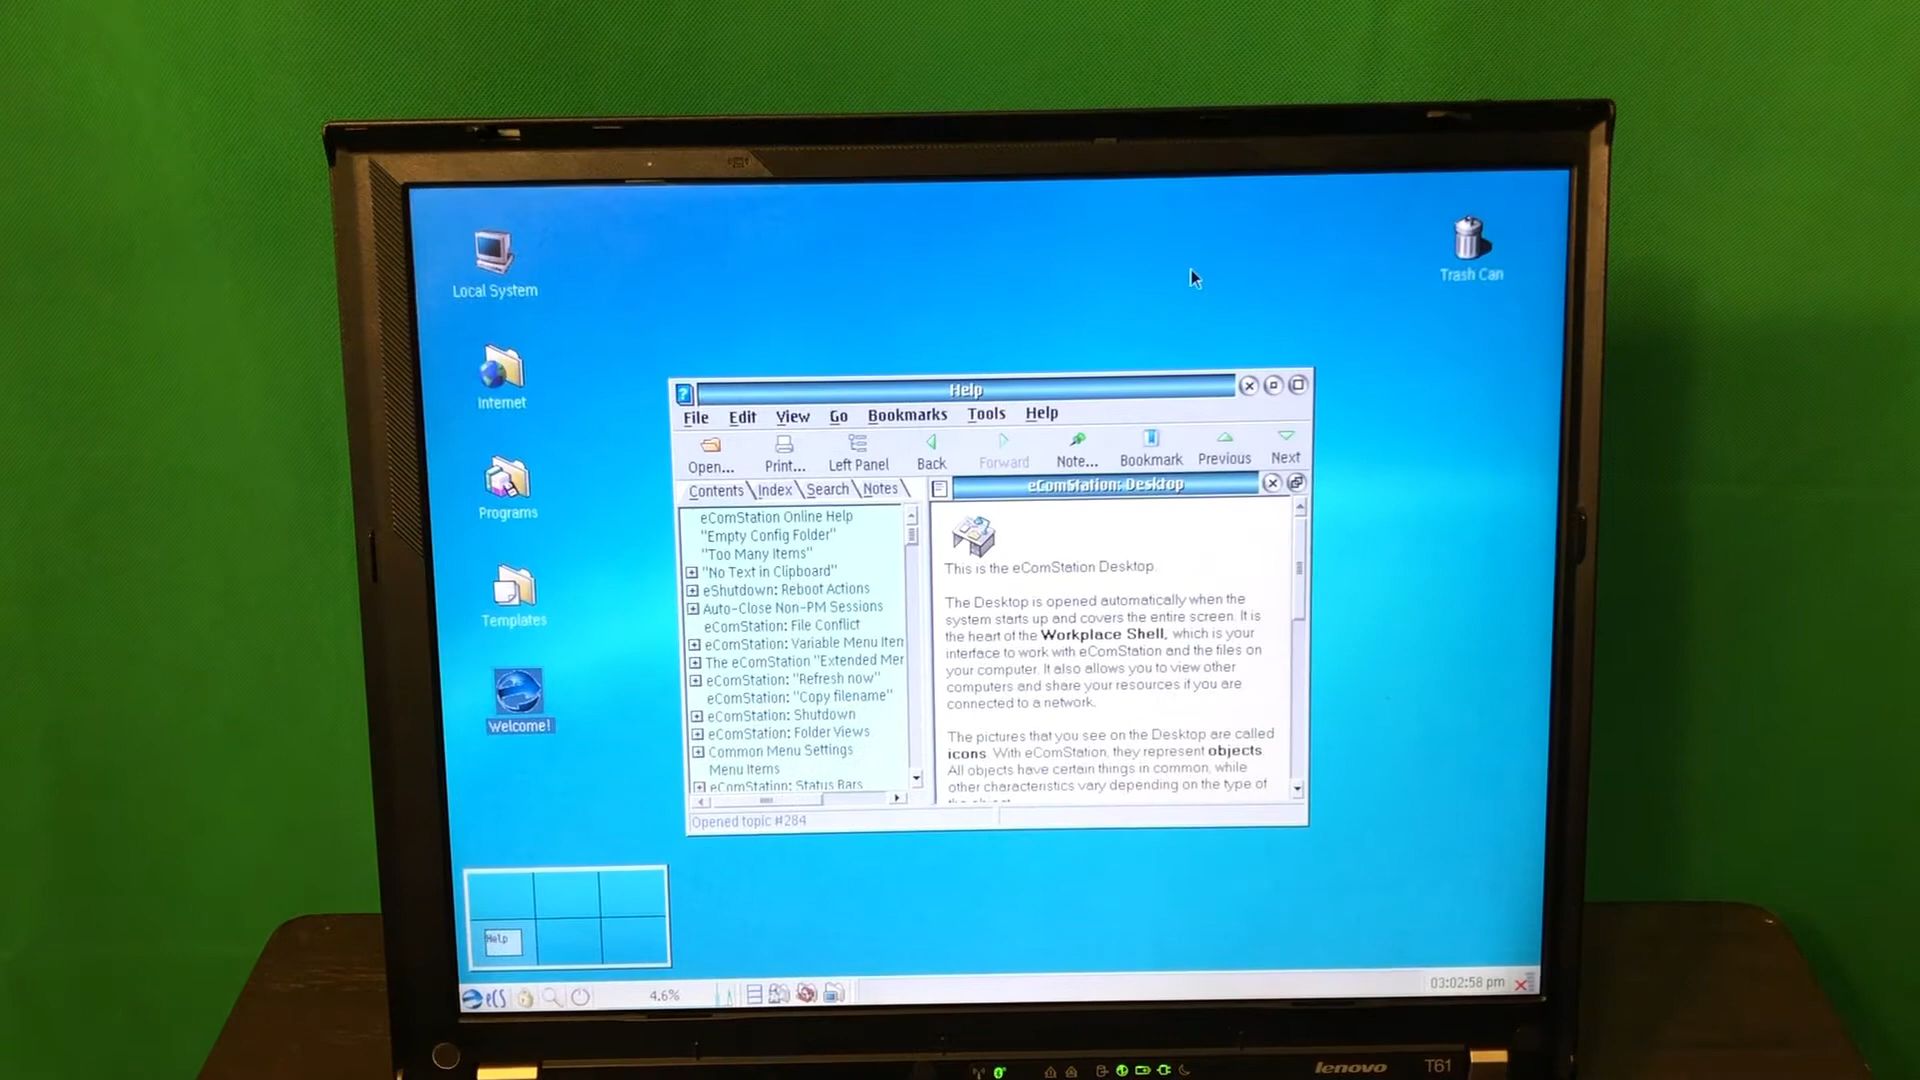 Local System
Trash Can
Internet
Programs
Templates
Welcome!
Help
File Edit View Go Bookmarks Tools Help
Open... Print... Left Panel Back Forward Note... Bookmark Previous Next
Contents Index Search Notes
eComStation: Desktop
eComStation Online Help
"Empty Config Folder"
"Too Many Items"
"No Text in Clipboard"
eShutdown: Reboot Actions
Auto-Close Non-PM Sessions
eComStation: File Conflict
eComStation: Variable Menu Iten
The eComStation "Extended Mer
eComStation: "Refresh now"
eComStation: "Copy filename"
eComStation: Shutdown
eComStation: Folder Views
Common Menu Settings
Menu Items
eComStation: Status Bars
This is the eComStation Desktop.
The Desktop is opened automatically when the
system starts up and covers the entire screen. It is
the heart of the Workplace Shell, which is your
interface to work with eComStation and the files on
your computer. It also allows you to view other
computers and share your resources if you are
connected to a network.
The pictures that you see on the Desktop are called
icons. With eComStation, they represent objects.
All objects have certain things in common, while
other characteristics vary depending on the type of
Opened topic #284
Help
eCS
4.6%
03:02:58 pm
lenovo T61